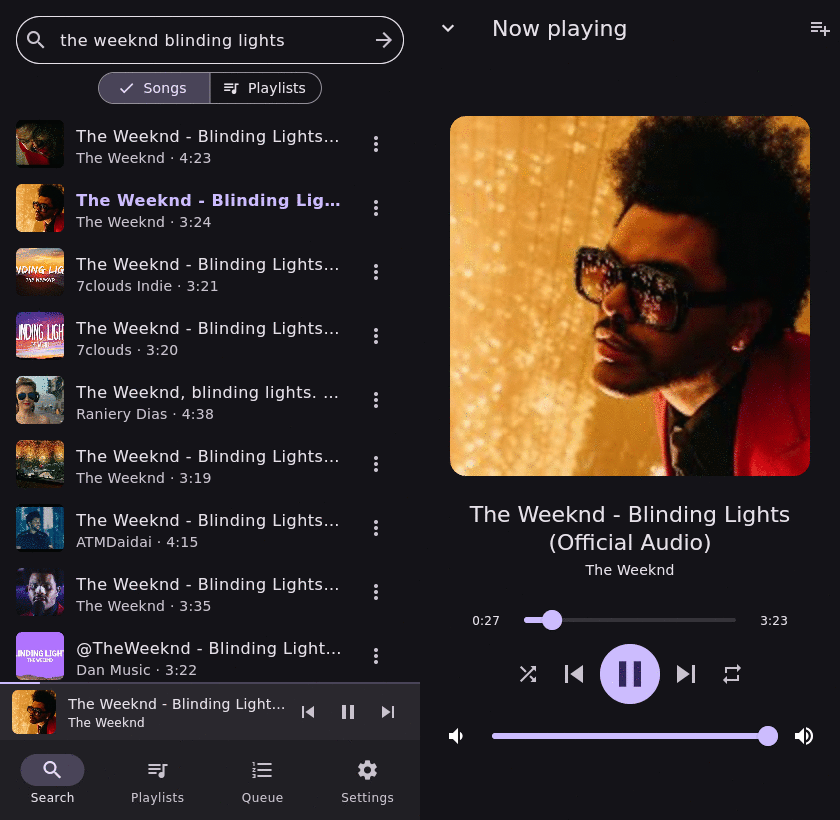 the weeknd blinding lights
Songs
Playlists
The Weeknd - Blinding Lights...
The Weeknd · 4:23
The Weeknd - Blinding Lig...
The Weeknd · 3:24
The Weeknd - Blinding Lights...
7clouds Indie · 3:21
The Weeknd - Blinding Lights...
7clouds · 3:20
The Weeknd, blinding lights. ...
Raniery Dias · 4:38
The Weeknd - Blinding Lights...
The Weeknd · 3:19
The Weeknd - Blinding Lights...
ATMDaidai · 4:15
The Weeknd - Blinding Lights...
The Weeknd · 3:35
@TheWeeknd - Blinding Light...
Dan Music · 3:22
The Weeknd - Blinding Light...
The Weeknd
Search
Playlists
Queue
Settings
Now playing
The Weeknd - Blinding Lights
(Official Audio)
The Weeknd
0:27
3:23